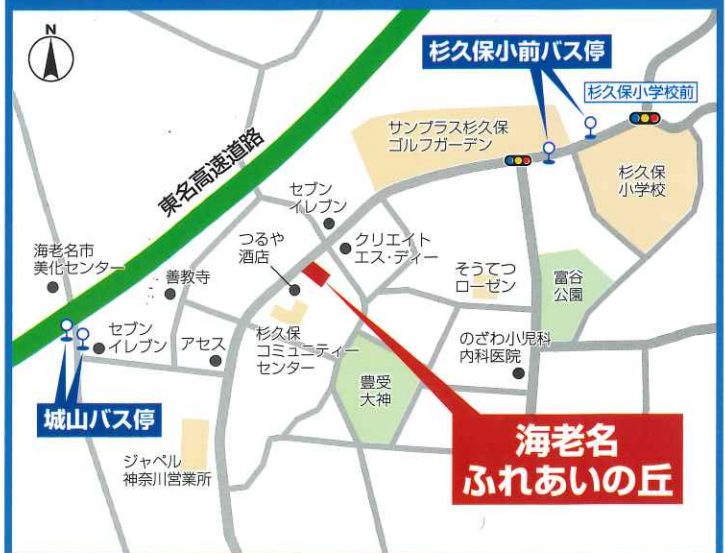 N
杉久保小前バス停
杉久保小学校前
サンプラス杉久保
ゴルフガーデン
杉久保
小学校
東名高速道路
セブン
イレブン
つるや
酒店
クリエイト
エス・ディー
海老名市
美化センター
善教寺
そうてつ
ローゼン
富谷
公園
セブン
イレブン
アセス
杉久保
コミュニティー
センター
のざわ小児科
内科医院
豊受
大神
城山バス停
ジャペル
神奈川営業所
海老名
ふれあいの丘